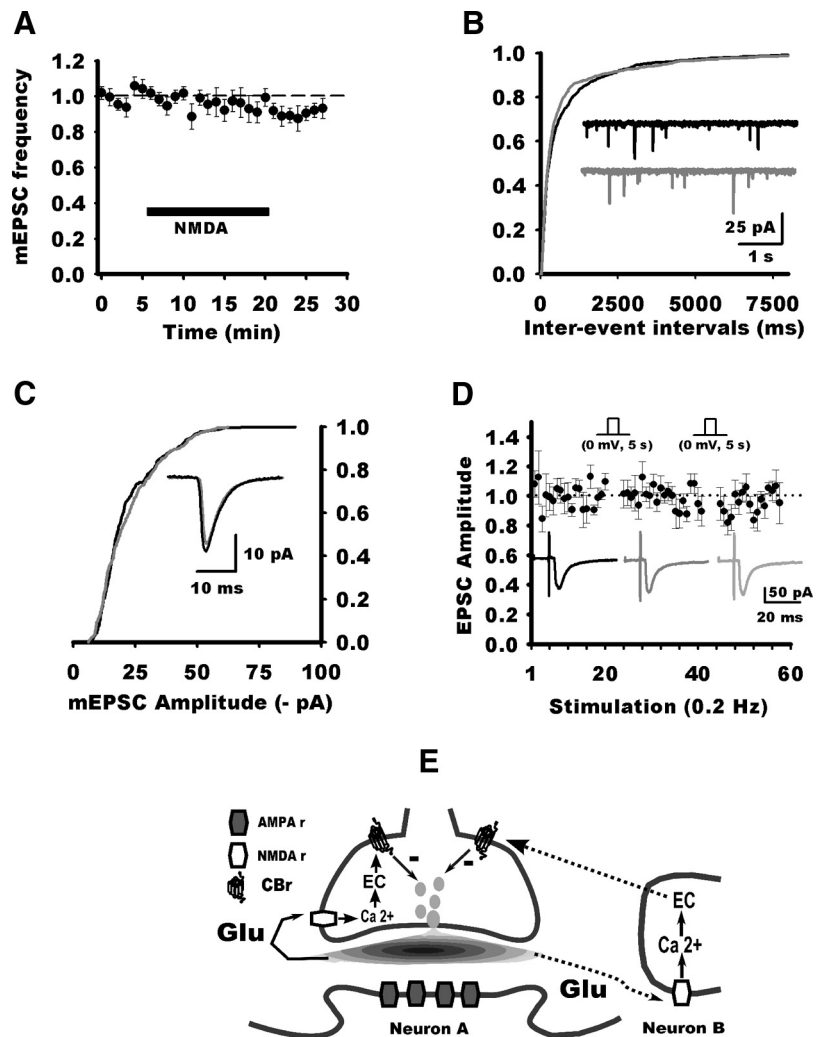 A
mEPSC frequency
1.2
1.0
0.8
0.6
0.4
0.2
0.0
NMDA
0 5 10 15 20 25 30
Time (min)
B
1.0
0.8
0.6
0.4
0.2
0.0
25 pA
1 s
0 2500 5000 7500
Inter-event intervals (ms)
C
1.0
0.8
0.6
0.4
0.2
0.0
10 pA
10 ms
0 25 50 75 100
mEPSC Amplitude (- pA)
D
(0 mV, 5 s) (0 mV, 5 s)
EPSC Amplitude
1.4
1.2
1.0
0.8
0.6
0.4
0.2
0.0
50 pA
20 ms
1 20 40 60
Stimulation (0.2 Hz)
E
AMPA r
NMDA r
CBr
- -
EC
Ca 2+
Glu
EC
Ca 2+
Glu
Neuron A
Neuron B